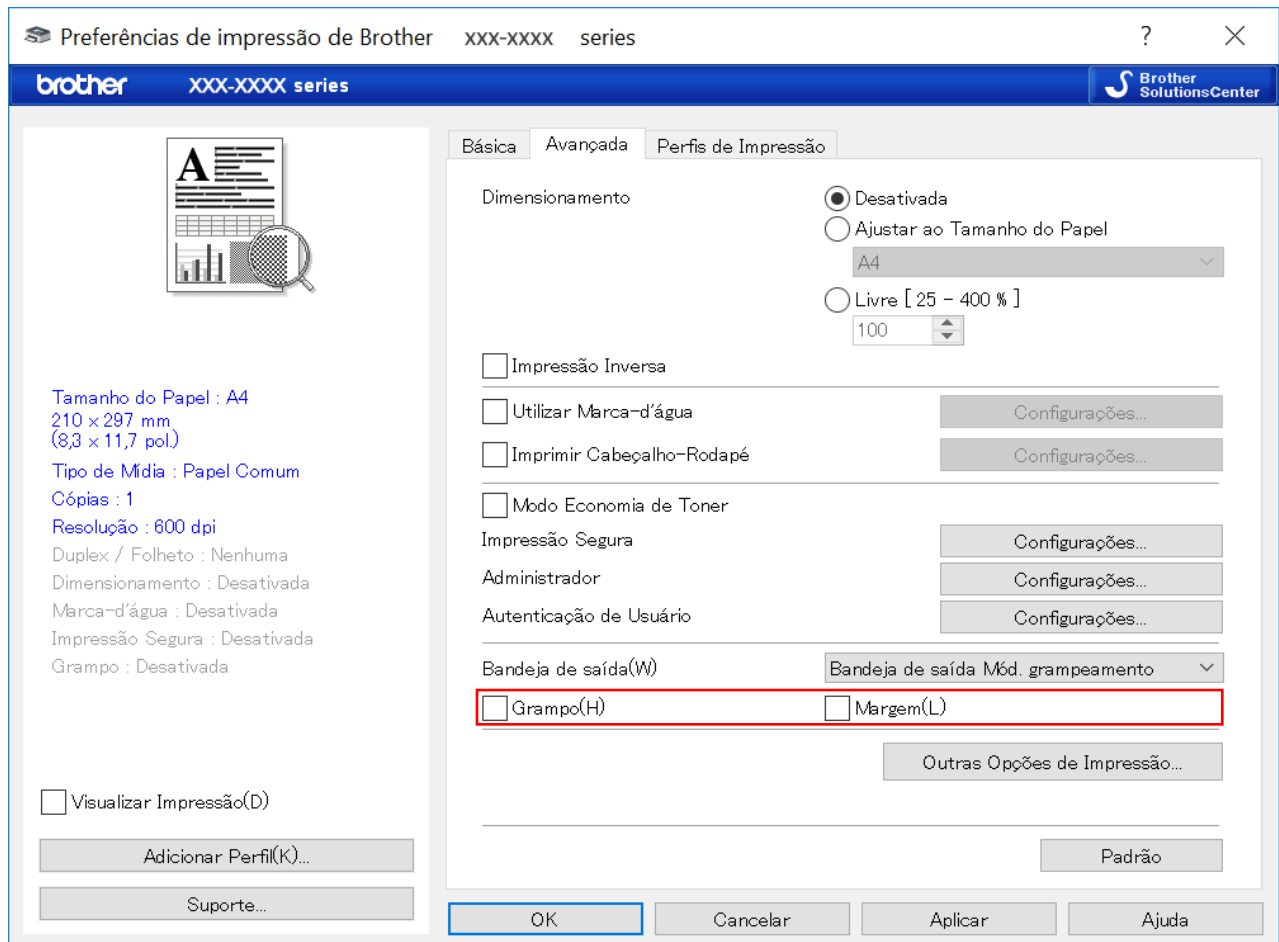 Preferências de impressão de Brother xxx-xxxx series
?
brother XXX-XXXX series
Brother
SolutionsCenter
A
Tamanho do Papel : A4
210 x 297 mm
(8,3 x 11,7 pol.)
Tipo de Mídia : Papel Comum
Cópias : 1
Resolução : 600 dpi
Duplex / Folheto : Nenhuma
Dimensionamento : Desativada
Marca-d'água : Desativada
Impressão Segura : Desativada
Grampo : Desativada
Visualizar Impressão(D)
Adicionar Perfil(K)...
Suporte...
Básica Avançada Perfis de Impressão
Dimensionamento Desativada
Ajustar ao Tamanho do Papel
A4
Livre [ 25 - 400 % ]
100
Impressão Inversa
Utilizar Marca-d'água Configurações...
Imprimir Cabeçalho-Rodapé Configurações...
Modo Economia de Toner
Impressão Segura Configurações...
Administrador Configurações...
Autenticação de Usuário Configurações...
Bandeja de saída(W) Bandeja de saída Mód. grampeamento
Grampo(H) Margem(L)
Outras Opções de Impressão...
Padrão
OK Cancelar Aplicar Ajuda